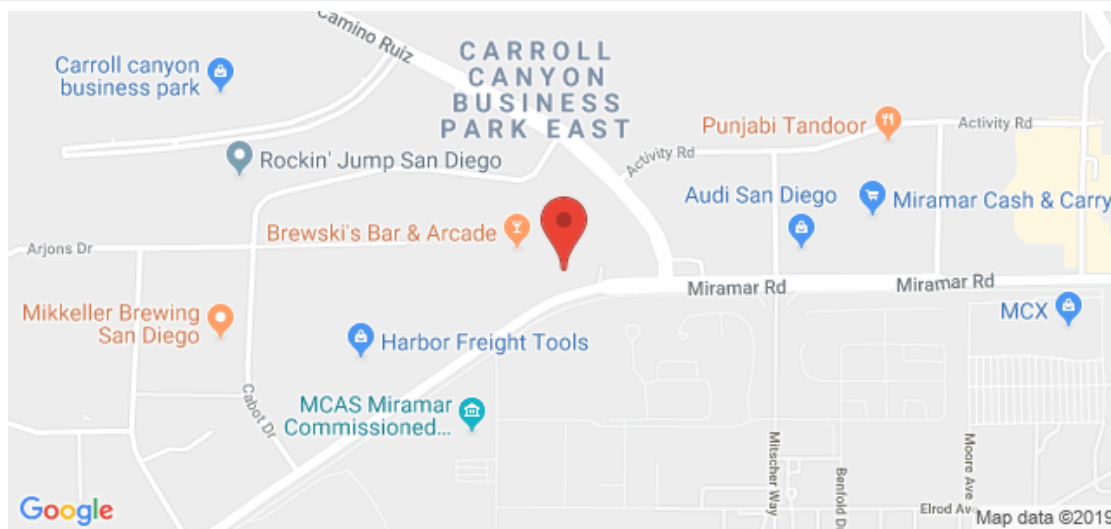 Camino Ruiz
CARROLL
CANYON
BUSINESS
PARK EAST
Carroll canyon
business park
Punjabi Tandoor
Activity Rd
Activity Rd
Rockin' Jump San Diego
Audi San Diego
Miramar Cash & Carry
Brewski's Bar & Arcade
Arjons Dr
Miramar Rd
Miramar Rd
Mikkeller Brewing
San Diego
MCX
Harbor Freight Tools
Cabot Dr
MCAS Miramar
Commissioned...
Mitscher Way
Benfold D
Moore Ave
Elrod Ave
Google
Map data ©2019